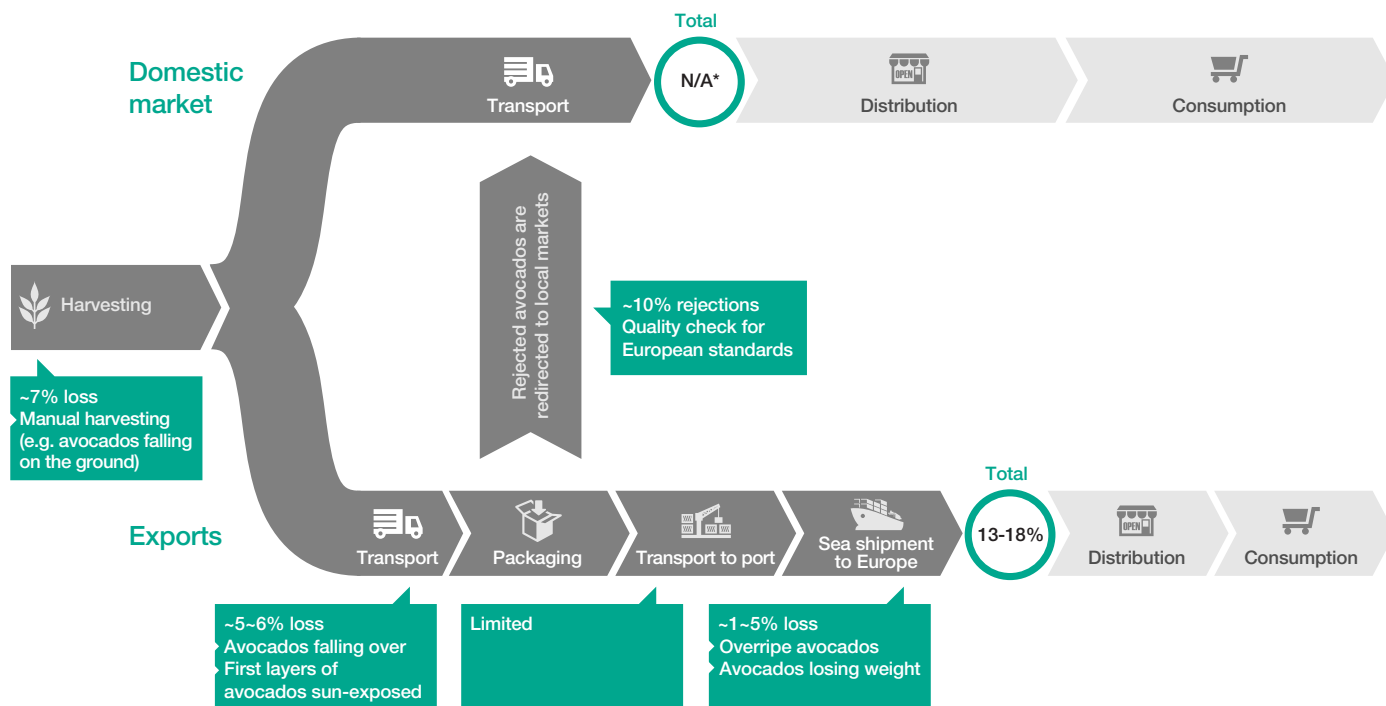 Domestic
market
Transport
Total
N/A*
OPEN
Distribution
Consumption
Harvesting
~7% loss
Manual harvesting
(e.g. avocados falling
on the ground)
Rejected avocados are
redirected to local markets
~10% rejections
Quality check for
European standards
Exports
Transport
Packaging
Transport to port
Sea shipment
to Europe
Total
13-18%
OPEN
Distribution
Consumption
~5~6% loss
Avocados falling over
First layers of
avocados sun-exposed
Limited
~1~5% loss
Overripe avocados
Avocados losing weight